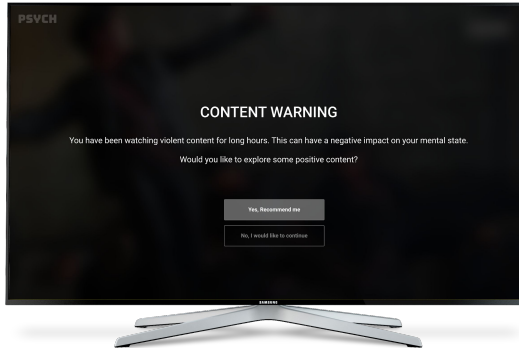 PSYCH
CONTENT WARNING
You have been watching violent content for long hours. This can have a negative impact on your mental state.
Would you like to explore some positive content?
Yes, Recommend me
No, I would like to continue
SAMSUNG